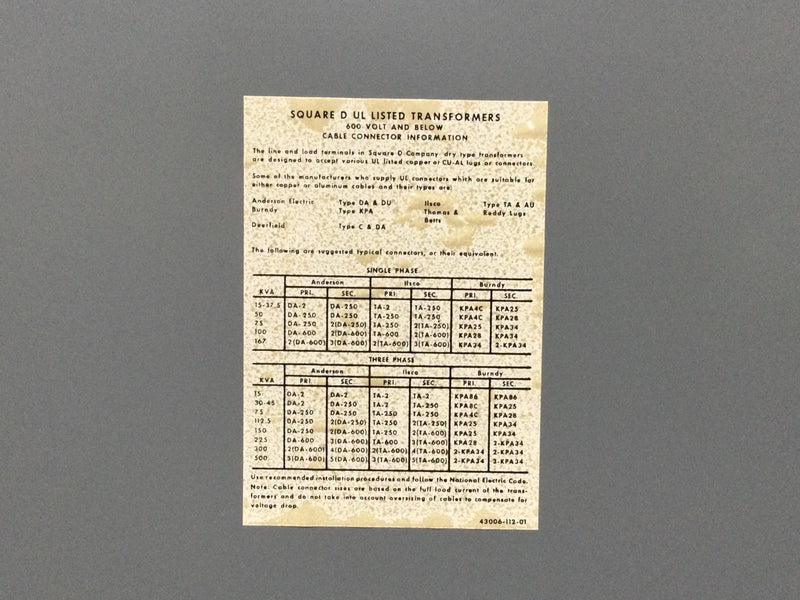 SQUARE D UL LISTED TRANSFORMERS
600 VOLT AND BELOW
CABLE CONNECTOR INFORMATION
The line and load terminals in Square D Company dry type transformers
are designed to accept various UL listed copper or CU-AL lugs or connectors.
Some of the manufacturers who supply UL connectors which are suitable for
either copper or aluminum cables and their types are:
Anderson Electric Type DA & DU Ilsco Type TA & AU
Burndy Type KPA Thomas & Reddy Lugs
Betts
Deerfield Type C & DA
The following are suggested typical connectors, or their equivalent.
SINGLE PHASE
Anderson Ilsco Burndy
KVA PRI. SEC. PRI. SEC. PRI. SEC.
15-37.5 DA-2 DA-250 TA-2 TA-250 KPA4C KPA25
50 DA-250 DA-250 TA-250 TA-250 KPA4C KPA28
75 DA-250 2(DA-250) TA-250 2(TA-250) KPA25 KPA34
100 DA-600 2(DA-600) TA-600 2(TA-600) KPA28 KPA34
167 2(DA-600) 3(DA-600) 2(TA-600) 3(TA-600) KPA34 2-KPA34
THREE PHASE
Anderson Ilsco Burndy
KVA PRI. SEC. PRI. SEC. PRI. SEC.
15 DA-2 DA-2 TA-2 TA-2 KPA86 KPA86
30-45 DA-2 DA-250 TA-2 TA-250 KPA8C KPA25
75 DA-250 DA-250 TA-250 TA-250 KPA4C KPA28
112.5 DA-250 2(DA-250) TA-250 2(TA-250) KPA25 KPA34
150 DA-250 2(DA-600) TA-250 2(TA-600) KPA25 KPA34
225 DA-600 3(DA-600) TA-600 3(TA-600) KPA28 2-KPA34
300 2(DA-600) 4(DA-600) 2(TA-600) 4(TA-600) 2-KPA34 2-KPA34
500 3(DA-600) 5(DA-600) 3(TA-600) 5(TA-600) 2-KPA34 2-KPA34
Use recommended installation procedures and follow the National Electric Code.
Note: Cable connector sizes are based on the full load current of the trans-
formers and do not take into account oversizing of cables to compensate for
voltage drop.
43006-112-01